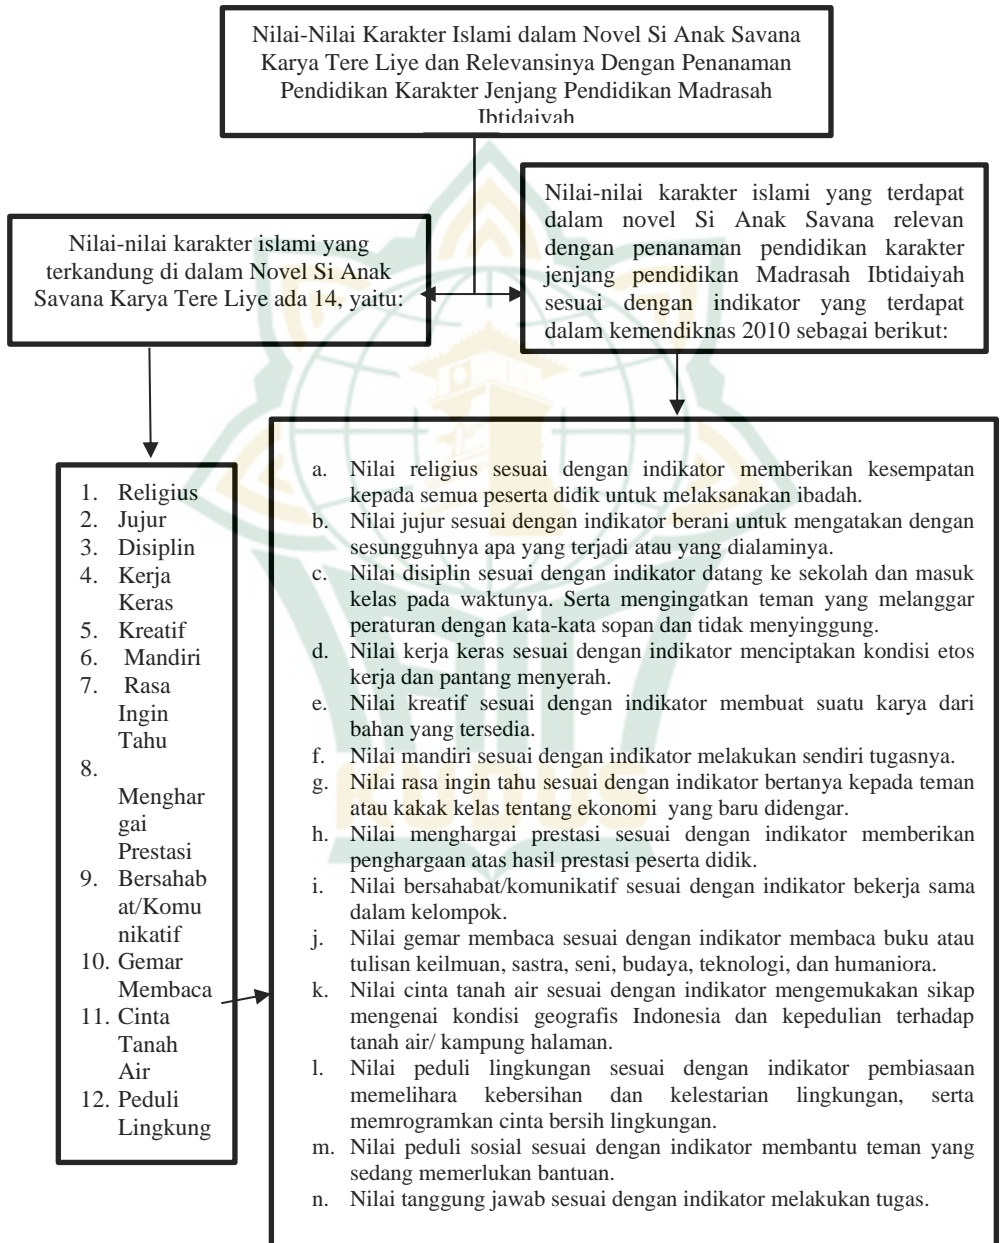 Nilai-Nilai Karakter Islami dalam Novel Si Anak Savana
Karya Tere Liye dan Relevansinya Dengan Penanaman
Pendidikan Karakter Jenjang Pendidikan Madrasah
Ibtidaiyah
Nilai-nilai karakter islami yang
terkandung di dalam Novel Si Anak
Savana Karya Tere Liye ada 14, yaitu:
Nilai-nilai karakter islami yang terdapat
dalam novel Si Anak Savana relevan
dengan penanaman pendidikan karakter
jenjang pendidikan Madrasah Ibtidaiyah
sesuai dengan indikator yang terdapat
dalam kemendiknas 2010 sebagai berikut:
1. Religius
2. Jujur
3. Disiplin
4. Kerja
Keras
5. Kreatif
6. Mandiri
7. Rasa
Ingin
Tahu
8.
Menghar
gai
Prestasi
9. Bersahab
at/Komu
nikatif
10. Gemar
Membaca
11. Cinta
Tanah
Air
12. Peduli
Lingkung
a. Nilai religius sesuai dengan indikator memberikan kesempatan
kepada semua peserta didik untuk melaksanakan ibadah.
b. Nilai jujur sesuai dengan indikator berani untuk mengatakan dengan
sesungguhnya apa yang terjadi atau yang dialaminya.
c. Nilai disiplin sesuai dengan indikator datang ke sekolah dan masuk
kelas pada waktunya. Serta mengingatkan teman yang melanggar
peraturan dengan kata-kata sopan dan tidak menyinggung.
d. Nilai kerja keras sesuai dengan indikator menciptakan kondisi etos
kerja dan pantang menyerah.
e. Nilai kreatif sesuai dengan indikator membuat suatu karya dari
bahan yang tersedia.
f. Nilai mandiri sesuai dengan indikator melakukan sendiri tugasnya.
g. Nilai rasa ingin tahu sesuai dengan indikator bertanya kepada teman
atau kakak kelas tentang ekonomi yang baru didengar.
h. Nilai menghargai prestasi sesuai dengan indikator memberikan
penghargaan atas hasil prestasi peserta didik.
i. Nilai bersahabat/komunikatif sesuai dengan indikator bekerja sama
dalam kelompok.
j. Nilai gemar membaca sesuai dengan indikator membaca buku atau
tulisan keilmuan, sastra, seni, budaya, teknologi, dan humaniora.
k. Nilai cinta tanah air sesuai dengan indikator mengemukakan sikap
mengenai kondisi geografis Indonesia dan kepedulian terhadap
tanah air/ kampung halaman.
l. Nilai peduli lingkungan sesuai dengan indikator pembiasaan
memelihara kebersihan dan kelestarian lingkungan, serta
memrogramkan cinta bersih lingkungan.
m. Nilai peduli sosial sesuai dengan indikator membantu teman yang
sedang memerlukan bantuan.
n. Nilai tanggung jawab sesuai dengan indikator melakukan tugas.
KUDUS